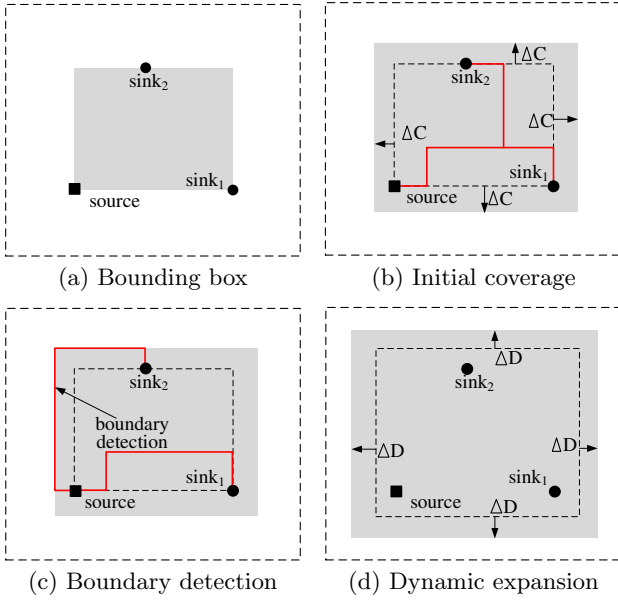 sink₂
sink₁
source
(a) Bounding box
ΔC
sink₂
ΔC
ΔC
sink₁
source
ΔC
(b) Initial coverage
sink₂
boundary
detection
sink₁
source
(c) Boundary detection
ΔD
sink₂
ΔD
ΔD
sink₁
source
ΔD
(d) Dynamic expansion